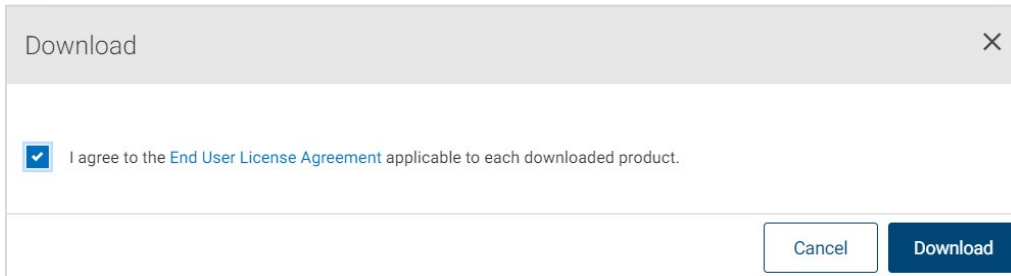 Download
I agree to the End User License Agreement applicable to each downloaded product.
Cancel Download